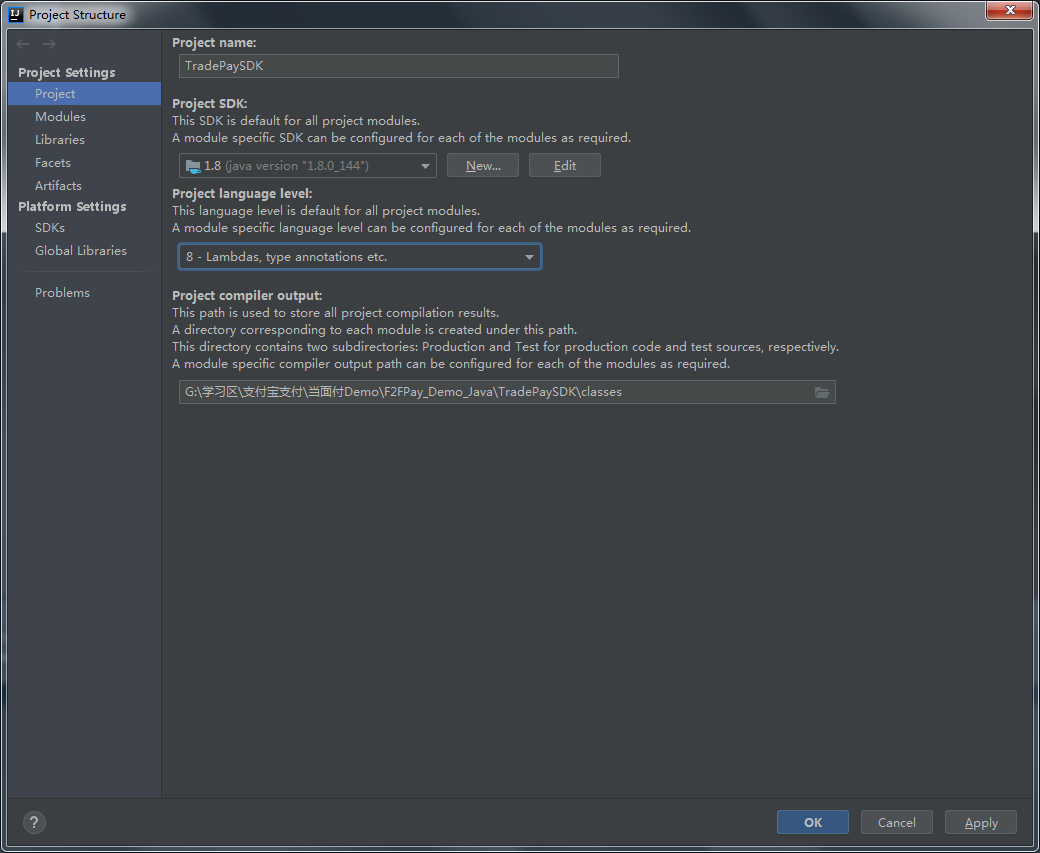 Project Structure
Project Settings
Project
Modules
Libraries
Facets
Artifacts
Platform Settings
SDKs
Global Libraries
Problems
Project name:
TradePaySDK
Project SDK:
This SDK is default for all project modules.
A module specific SDK can be configured for each of the modules as required.
1.8 (java version "1.8.0_144")
New...
Edit
Project language level:
This language level is default for all project modules.
A module specific language level can be configured for each of the modules as required.
8 - Lambdas, type annotations etc.
Project compiler output:
This path is used to store all project compilation results.
A directory corresponding to each module is created under this path.
This directory contains two subdirectories: Production and Test for production code and test sources, respectively.
A module specific compiler output path can be configured for each of the modules as required.
G:\学习区\支付宝支付\当面付Demo\F2FPay_Demo_Java\TradePaySDK\classes
?
OK
Cancel
Apply